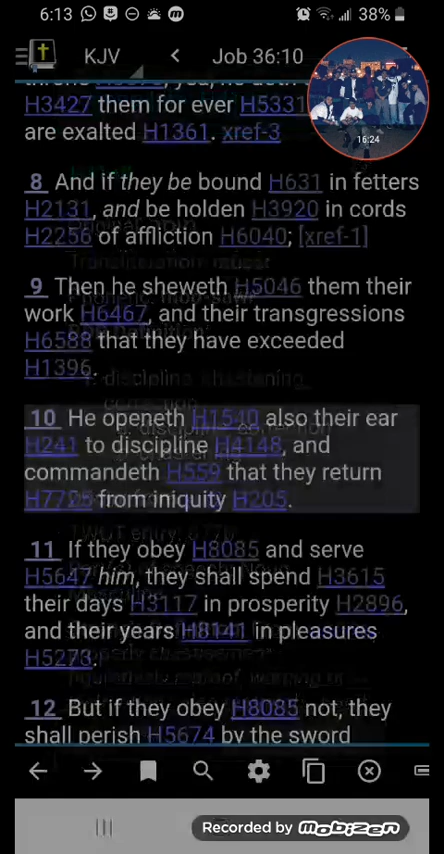 6:13 38%
KJV < Job 36:10
H3427 them for ever H5331
are exalted H1361. xref-3
16:24
8 And if they be bound H631 in fetters
H2131, and be holden H3920 in cords
H2256 of affliction H6040; [xref-1]
9 Then he sheweth H5046 them their
work H6467, and their transgressions
H6588 that they have exceeded
H1396.
10 He openeth H1540 also their ear
H241 to discipline H4148, and
commandeth H559 that they return
H7725 from iniquity H205.
11 If they obey H8085 and serve
H5647 him, they shall spend H3615
their days H3117 in prosperity H2896,
and their years H8141 in pleasures
H5273.
12 But if they obey H8085 not, they
shall perish H5674 by the sword
Recorded by mobizen